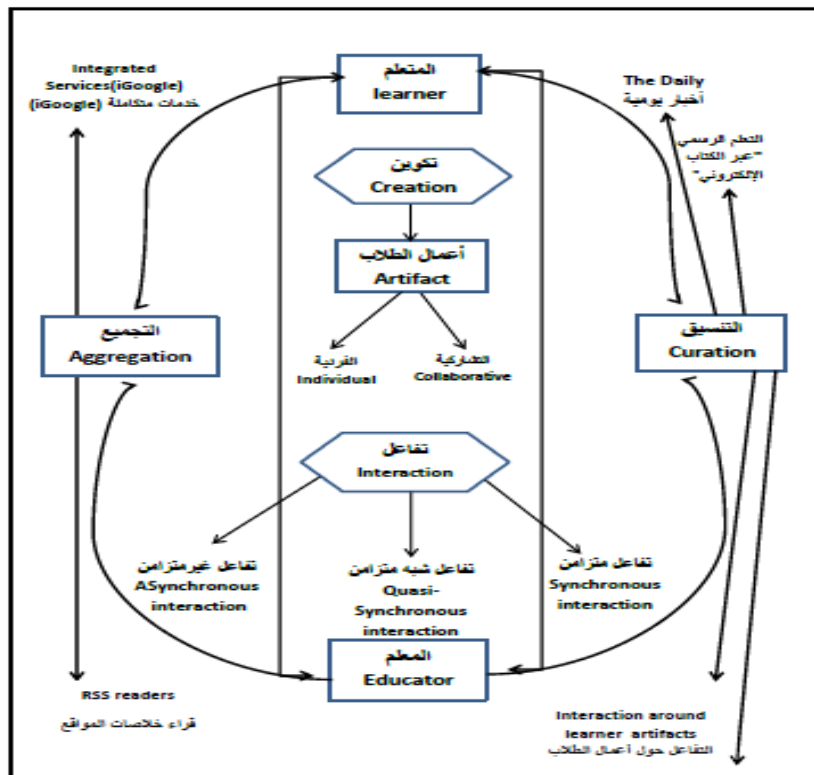 المتعلم
learner
Integrated
Services(iGoogle)
خدمات متكاملة (iGoogle)
The Daily
أخبار يومية
التعلم الرسمي
"عبر الكتاب
الإلكتروني"
تكوين
Creation
أعمال الطلاب
Artifact
التجميع
Aggregation
الفردية
Individual
التشاركية
Collaborative
التنسيق
Curation
تفاعل
Interaction
تفاعل غيرمتزامن
ASynchronous
interaction
تفاعل شبه متزامن
Quasi-
Synchronous
interaction
تفاعل متزامن
Synchronous
interaction
المعلم
Educator
RSS readers
قراء خلاصات المواقع
Interaction around
learner artifacts
التفاعل حول أعمال الطلاب